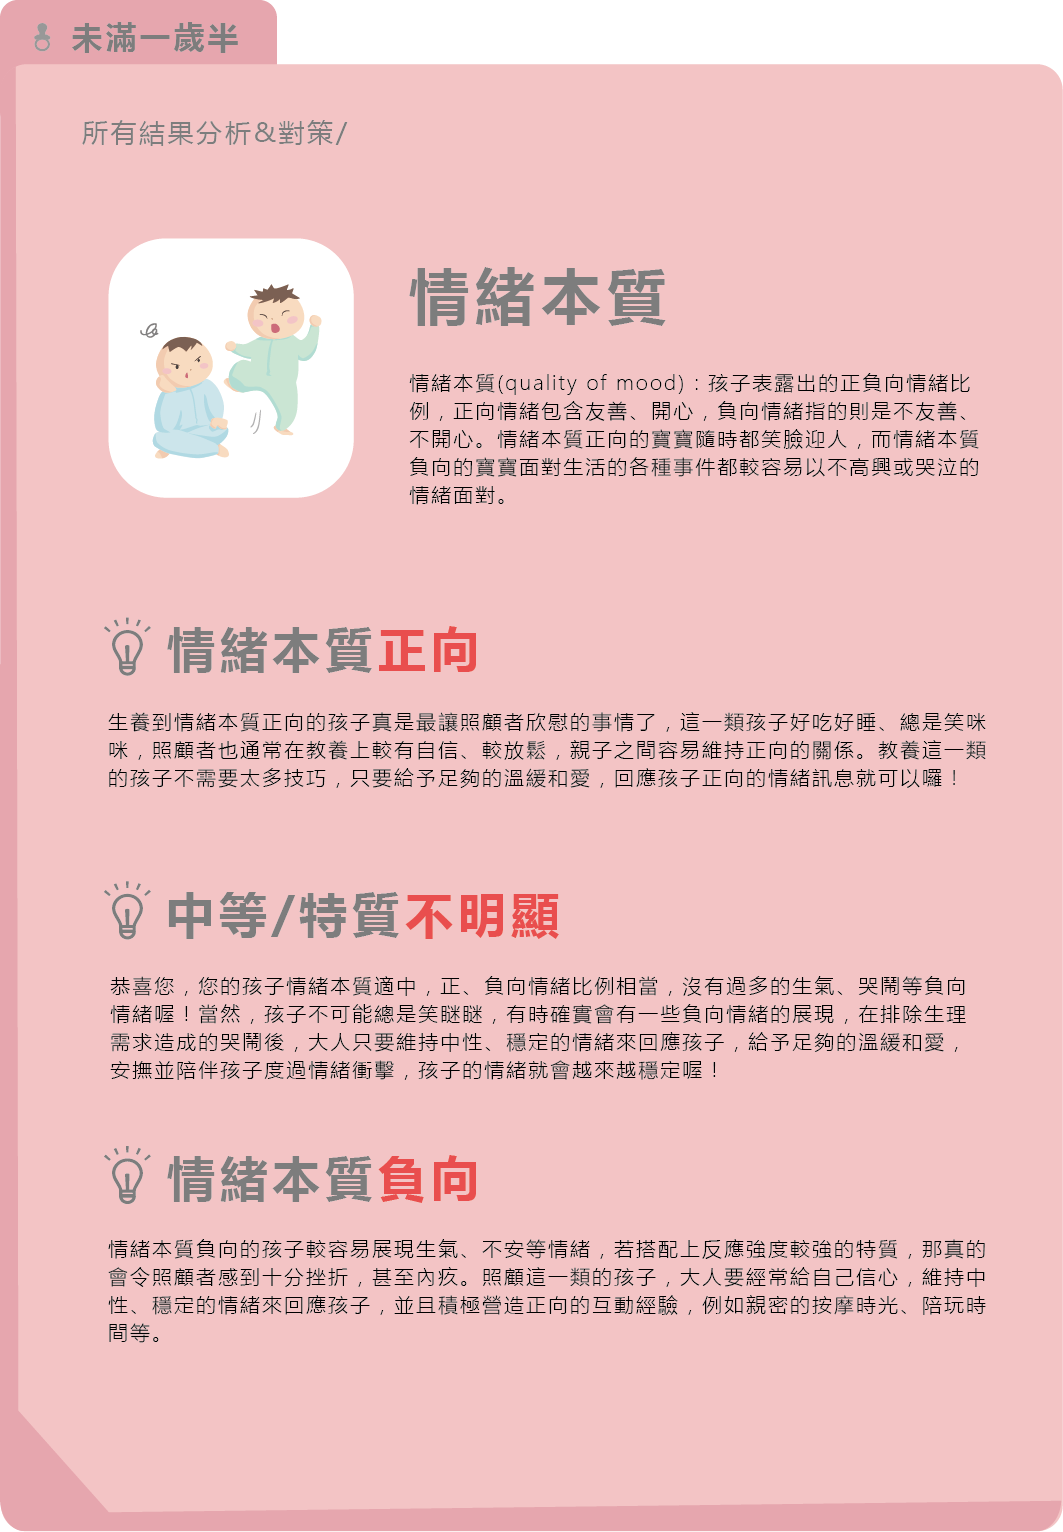 未滿一歲半
所有結果分析&對策/
情緒本質
情緒本質(quality of mood)：孩子表露出的正負向情緒比
例，正向情緒包含友善、開心，負向情緒指的則是不友善、
不開心。情緒本質正向的寶寶隨時都笑臉迎人，而情緒本質
負向的寶寶面對生活的各種事件都較容易以不高興或哭泣的
情緒面對。
情緒本質正向
生養到情緒本質正向的孩子真是最讓照顧者欣慰的事情了，這一類孩子好吃好睡、總是笑咪
咪，照顧者也通常在教養上較有自信、較放鬆，親子之間容易維持正向的關係。教養這一類
的孩子不需要太多技巧，只要給予足夠的溫緩和愛，回應孩子正向的情緒訊息就可以囉！
中等/特質不明顯
恭喜您，您的孩子情緒本質適中，正、負向情緒比例相當，沒有過多的生氣、哭鬧等負向
情緒喔！當然，孩子不可能總是笑瞇瞇，有時確實會有一些負向情緒的展現，在排除生理
需求造成的哭鬧後，大人只要維持中性、穩定的情緒來回應孩子，給予足夠的溫緩和愛，
安撫並陪伴孩子度過情緒衝擊，孩子的情緒就會越來越穩定喔！
情緒本質負向
情緒本質負向的孩子較容易展現生氣、不安等情緒，若搭配上反應強度較強的特質，那真的
會令照顧者感到十分挫折，甚至內疚。照顧這一類的孩子，大人要經常給自己信心，維持中
性、穩定的情緒來回應孩子，並且積極營造正向的互動經驗，例如親密的按摩時光、陪玩時
間等。